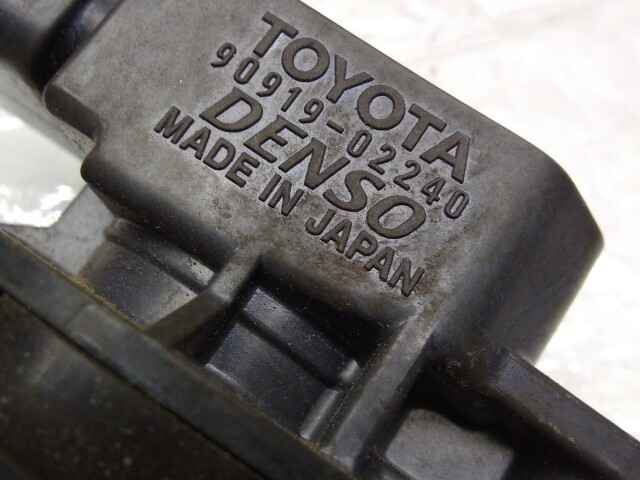 TOYOTA
90919-02240
DENSO
MADE IN JAPAN